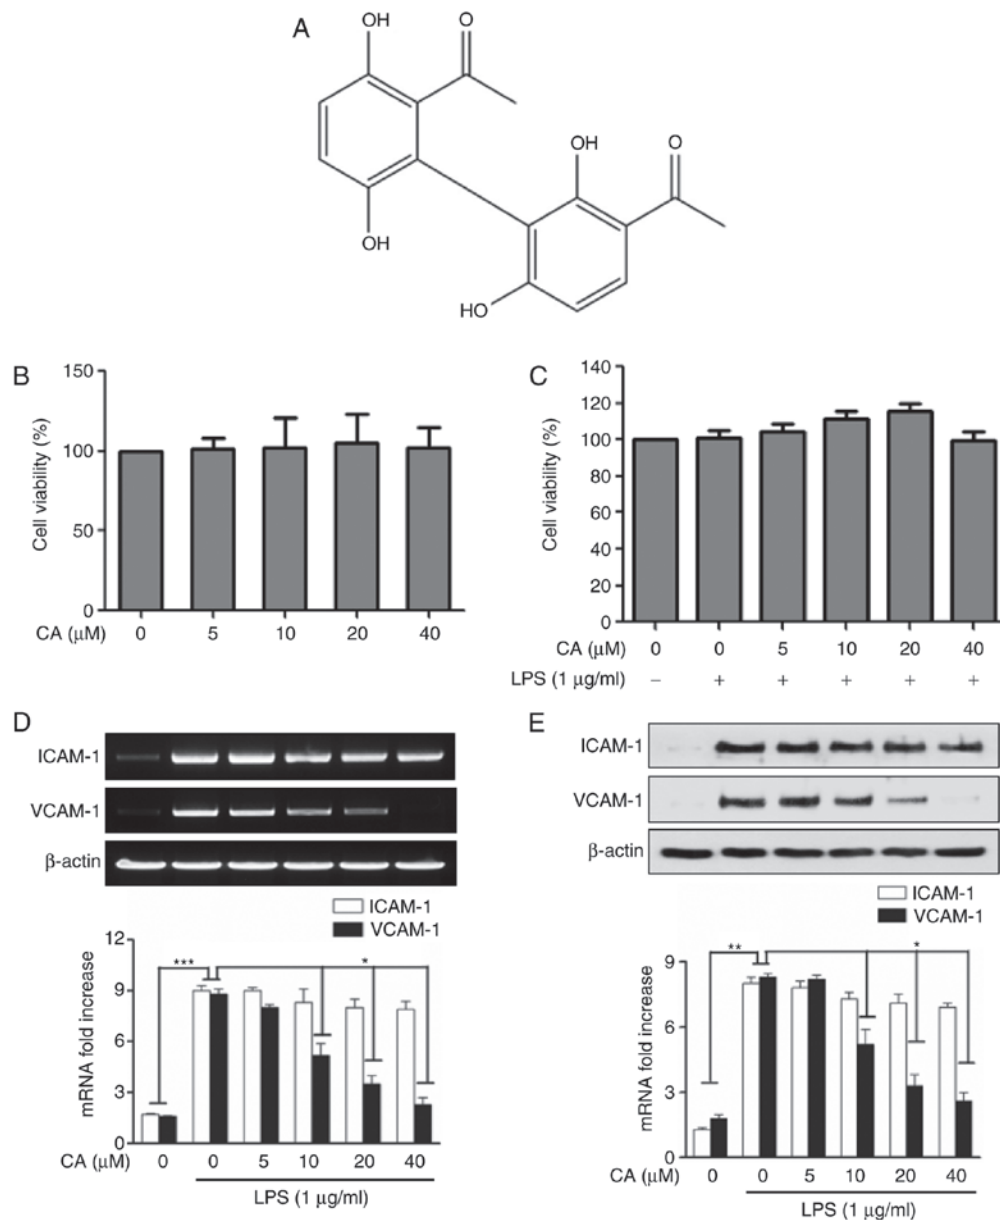 A
OH
O
OH
O
OH
HO
B
150
100
50
0
Cell viability (%)
CA (μM)
0 5 10 20 40
C
140
120
100
80
60
40
20
0
Cell viability (%)
CA (μM) 0 0 5 10 20 40
LPS (1 μg/ml) – + + + + +
D
ICAM-1
VCAM-1
β-actin
ICAM-1
VCAM-1
12
9
6
3
0
mRNA fold increase
***
*
CA (μM) 0 0 5 10 20 40
LPS (1 μg/ml)
E
ICAM-1
VCAM-1
β-actin
ICAM-1
VCAM-1
9
6
3
0
mRNA fold increase
**
*
CA (μM) 0 0 5 10 20 40
LPS (1 μg/ml)